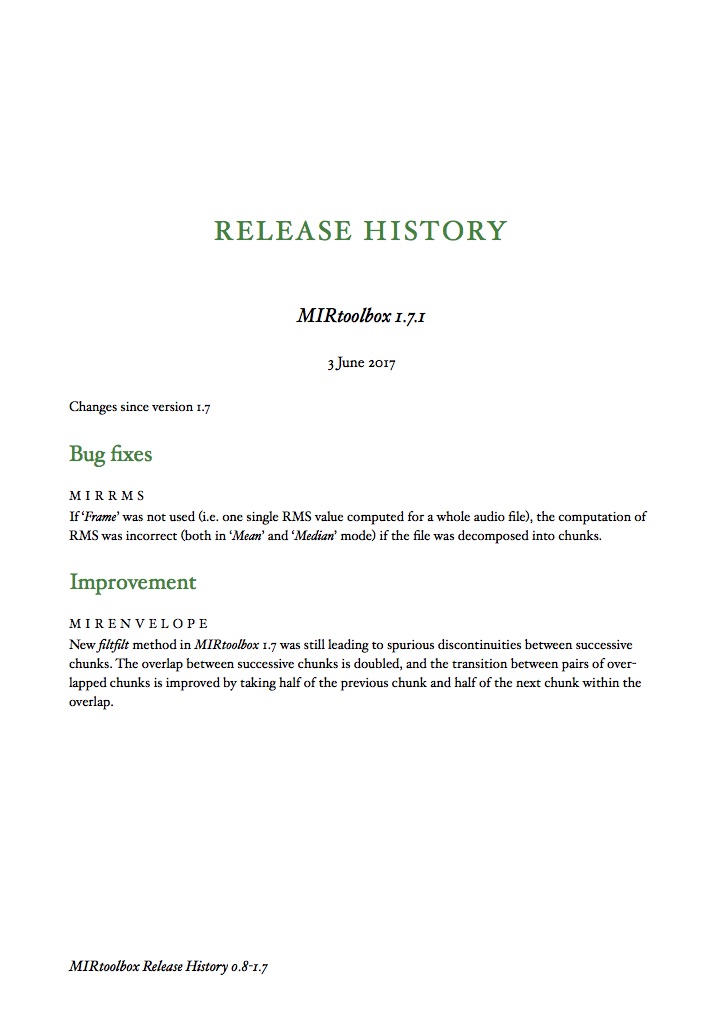 RELEASE HISTORY
MIRtoolbox 1.7.1
3 June 2017
Changes since version 1.7
Bug fixes
MIRRMS
If ‘Frame’ was not used (i.e. one single RMS value computed for a whole audio file), the computation of
RMS was incorrect (both in ‘Mean’ and ‘Median’ mode) if the file was decomposed into chunks.
Improvement
MIRENVELOPE
New filtfilt method in MIRtoolbox 1.7 was still leading to spurious discontinuities between successive
chunks. The overlap between successive chunks is doubled, and the transition between pairs of over-
lapped chunks is improved by taking half of the previous chunk and half of the next chunk within the
overlap.
MIRtoolbox Release History 0.8-1.7